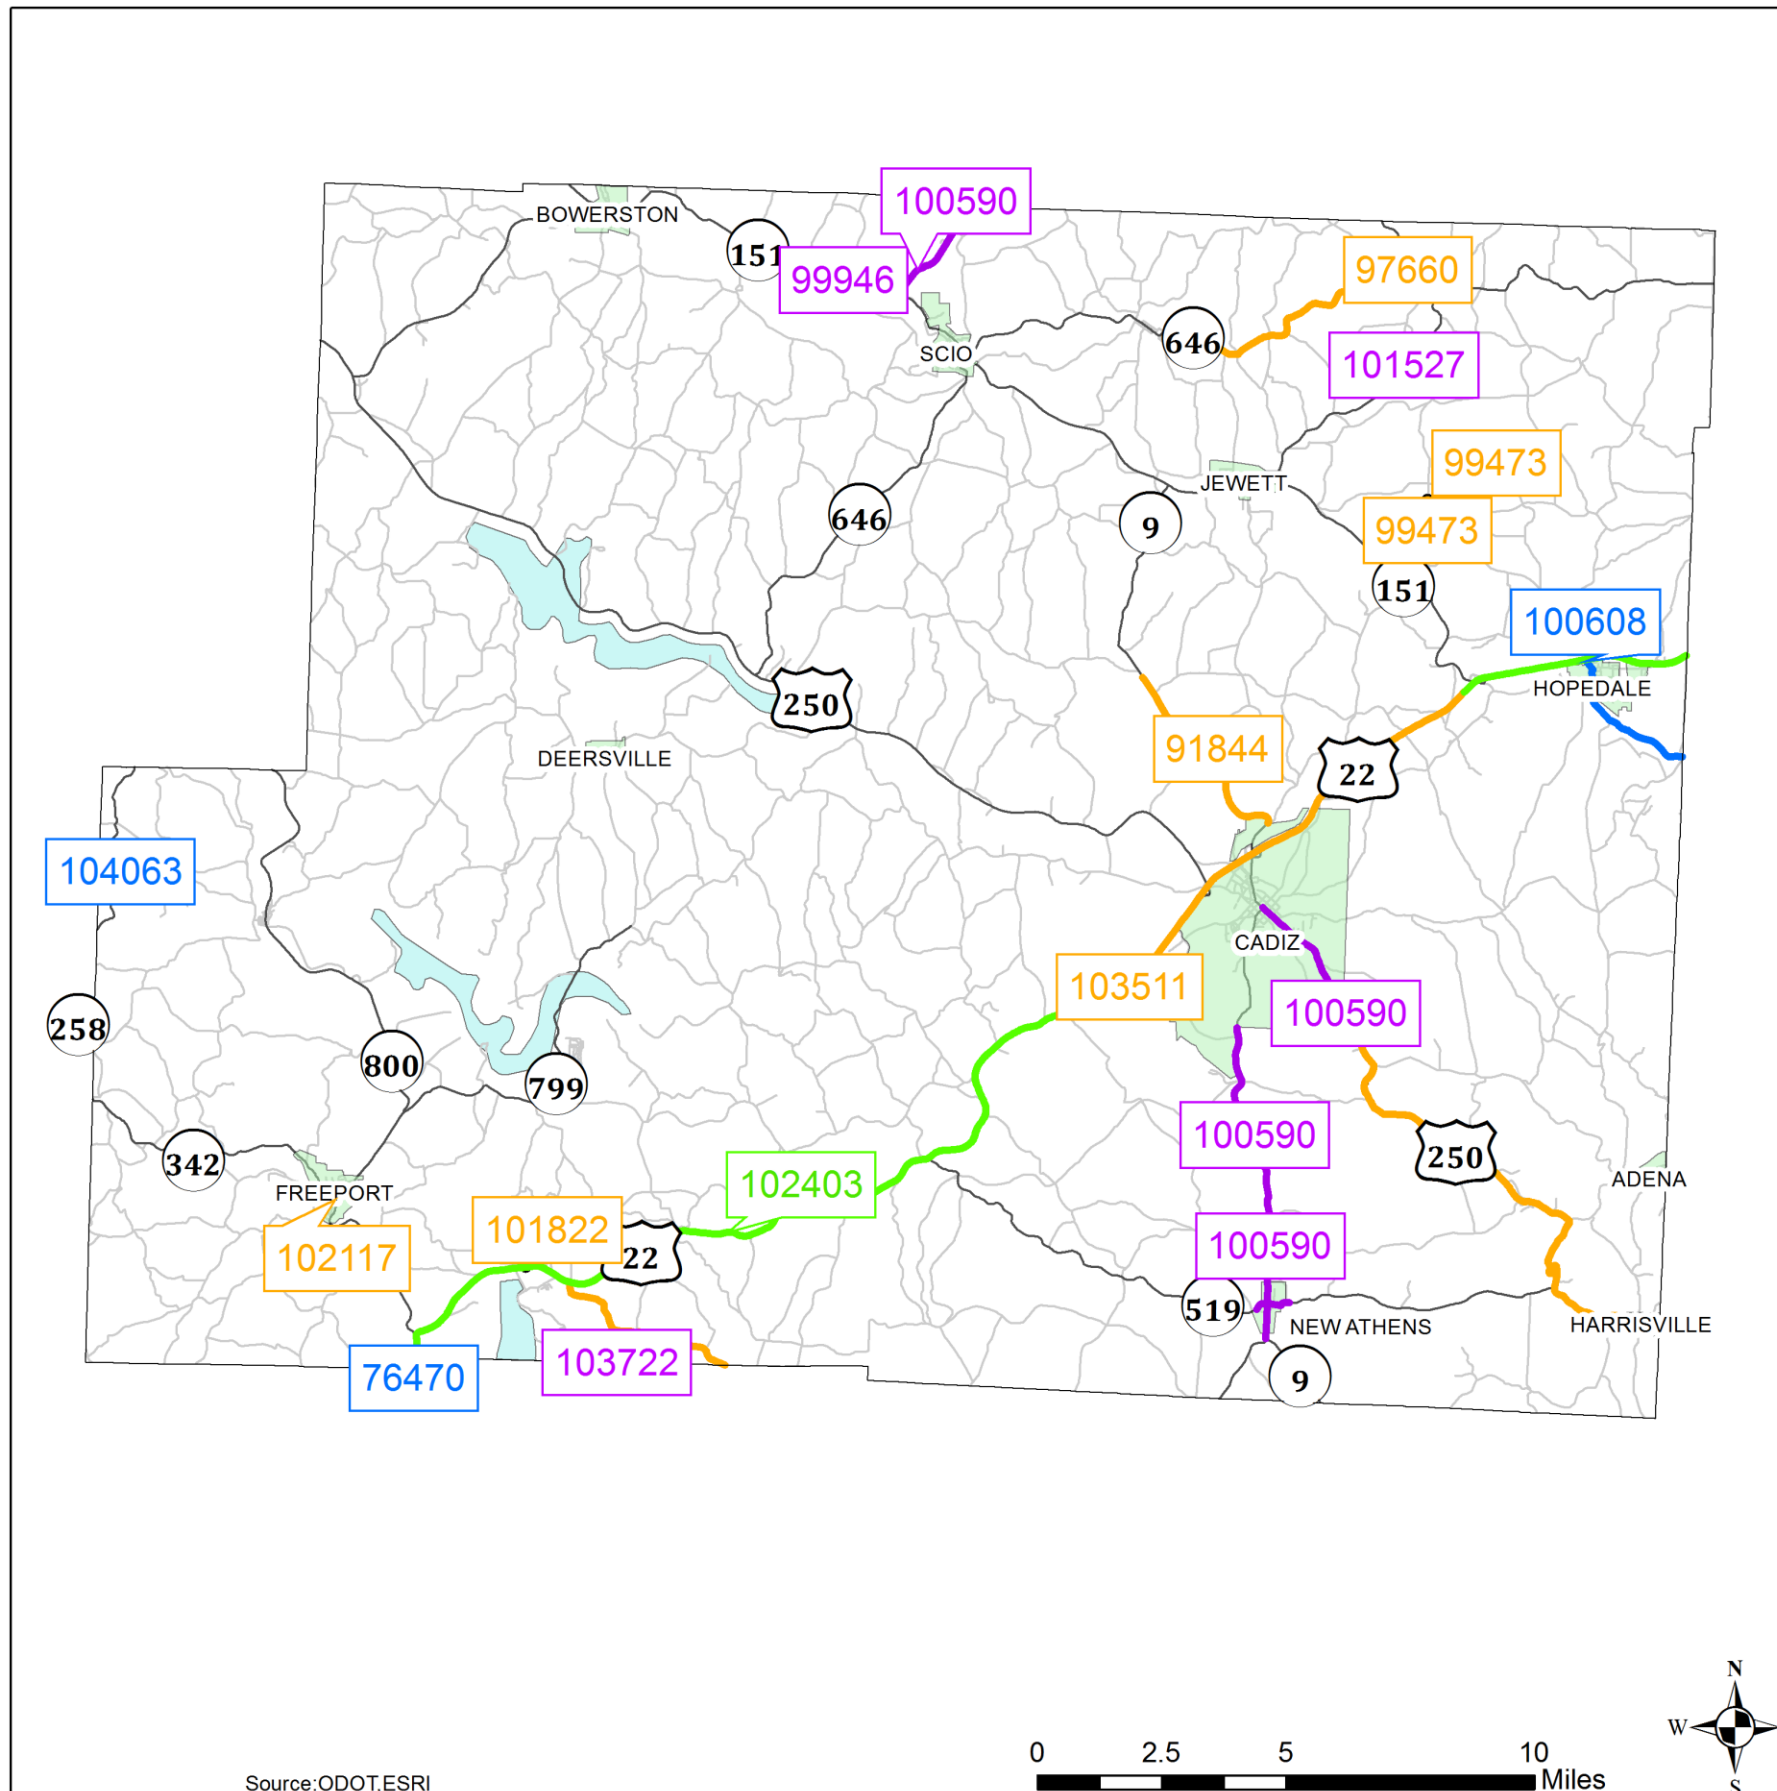 100590
BOWERSTON
151
97660
99946
646
SCIO
101527
99473
JEWETT
646
9
99473
151
100608
HOPEDALE
250
91844
DEERSVILLE
22
104063
CADIZ
103511
100590
258
800
799
100590
250
342
102403
ADENA
FREEPORT
101822
100590
102117
22
519
NEW ATHENS
HARRISVILLE
76470
103722
9
N
W
S
0 2.5 5 10
Miles
Source:ODOT,ESRI